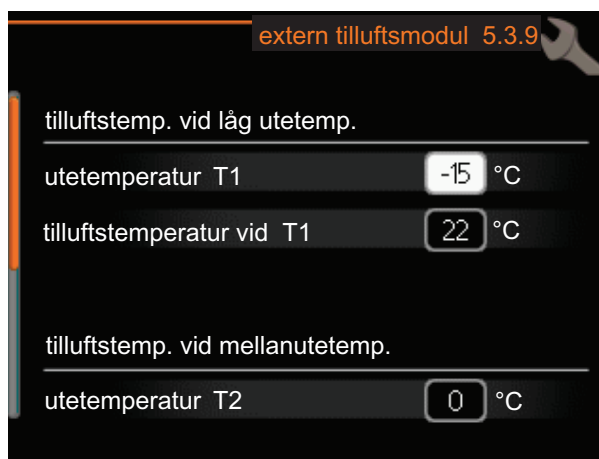 extern tilluftsmodul 5.3.9
tilluftstemp. vid låg utetemp.
utetemperatur T1 -15 °C
tilluftstemperatur vid T1 22 °C
tilluftstemp. vid mellanutetemp.
utetemperatur T2 0 °C